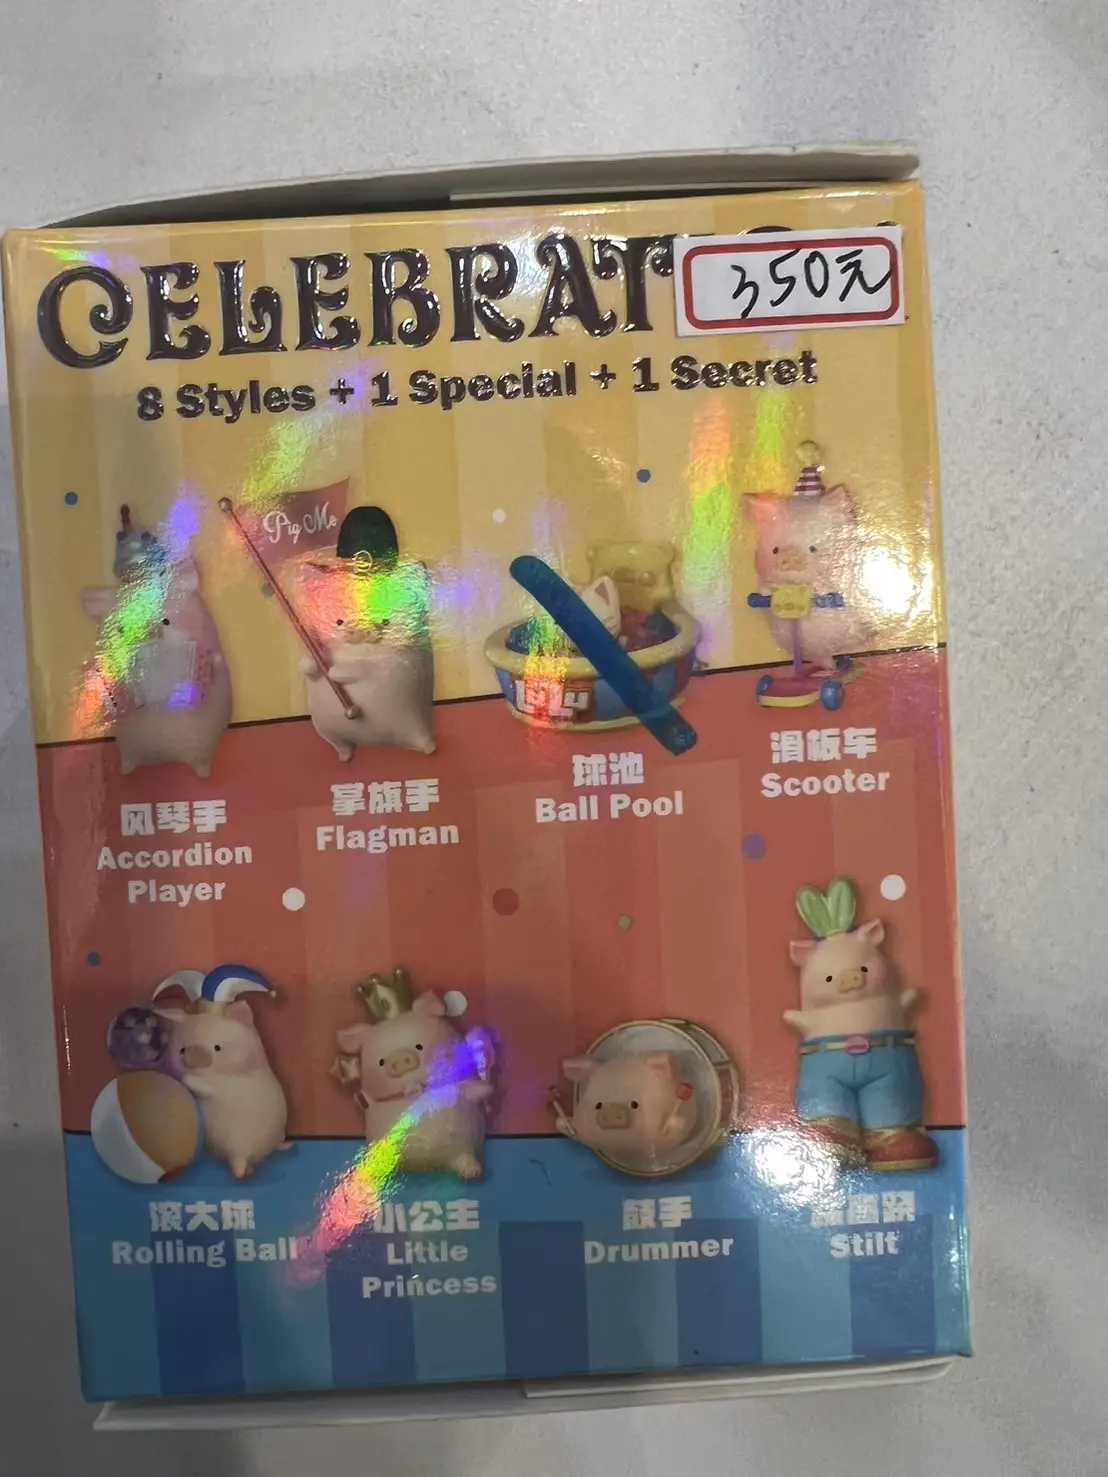 CELEBRAT
350元
8 Styles + 1 Special + 1 Secret
Pig Me
LuLu
风琴手
Accordion
Player
掌旗手
Flagman
球池
Ball Pool
滑板车
Scooter
滚大球
Rolling Ball
小公主
Little
Princess
鼓手
Drummer
Stilt